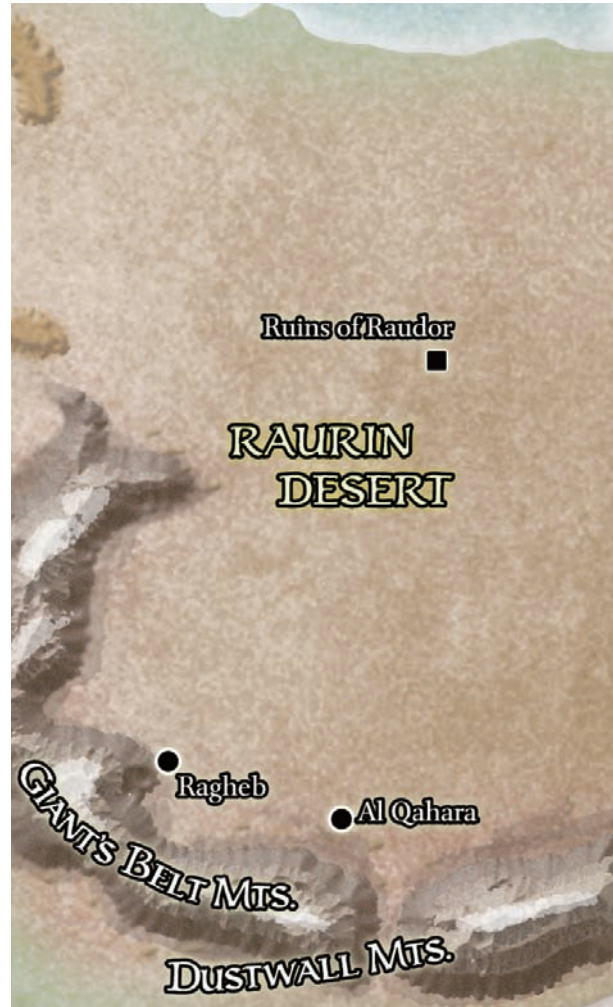 Ruins of Raudor
RAURIN
DESERT
Ragheb
Al Qahara
GIANT'S BELT MTS.
DUSTWALL MTS.